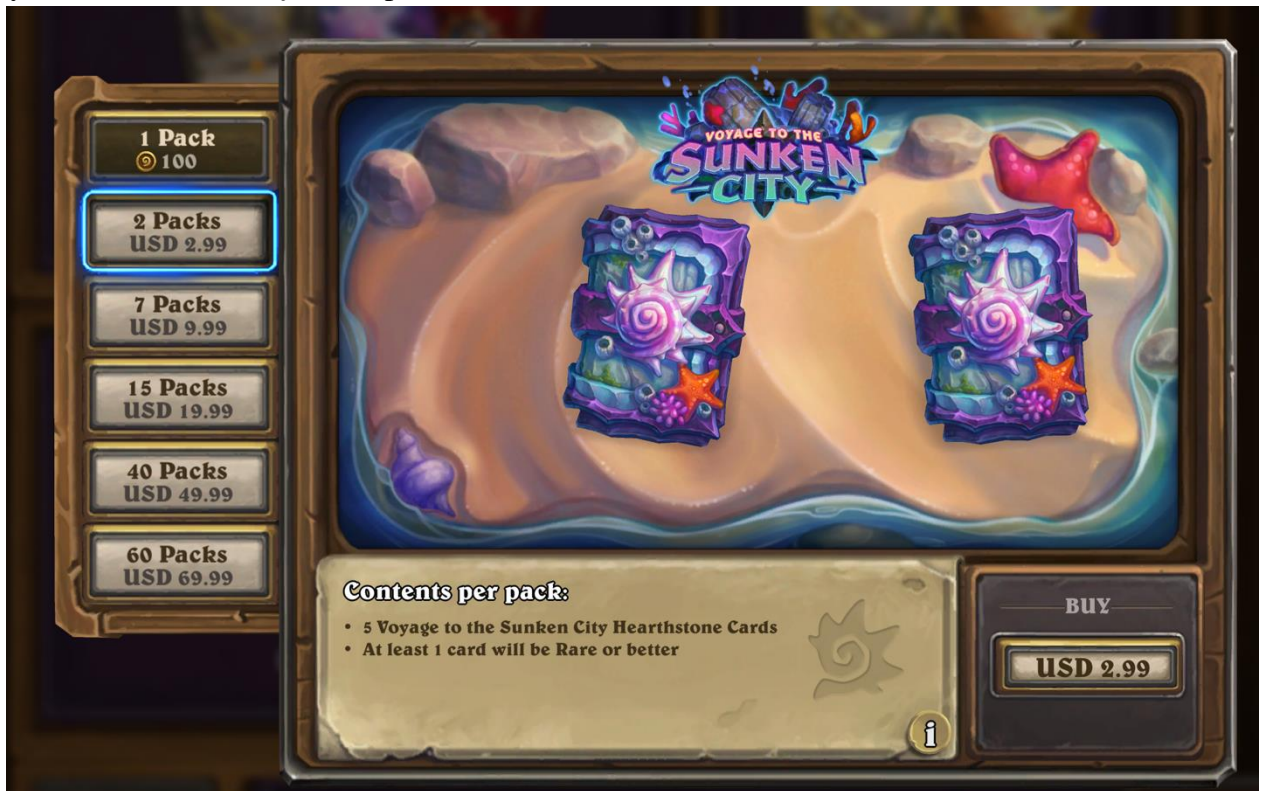 1 Pack
100
2 Packs
USD 2.99
7 Packs
USD 9.99
15 Packs
USD 19.99
40 Packs
USD 49.99
60 Packs
USD 69.99
VOYAGE TO THE
SUNKEN
CITY
Contents per pack:
• 5 Voyage to the Sunken City Hearthstone Cards
• At least 1 card will be Rare or better
i
BUY
USD 2.99